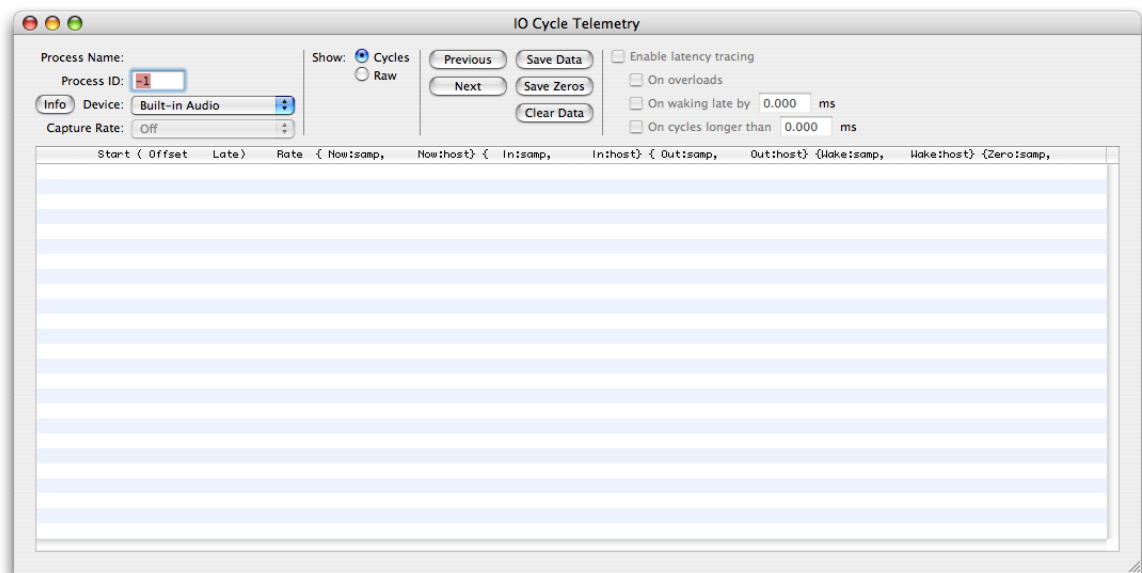 IO Cycle Telemetry
Process Name:
Process ID: -1
Info Device: Built-in Audio
Capture Rate: Off
Show: Cycles
Raw
Previous Save Data
Next Save Zeros
Clear Data
Enable latency tracing
On overloads
On waking late by 0.000 ms
On cycles longer than 0.000 ms
Start ( Offset Late) Rate { Now:samp, Now:host} { In:samp, In:host} { Out:samp, Out:host} {Wake:samp, Wake:host} {Zero:samp,